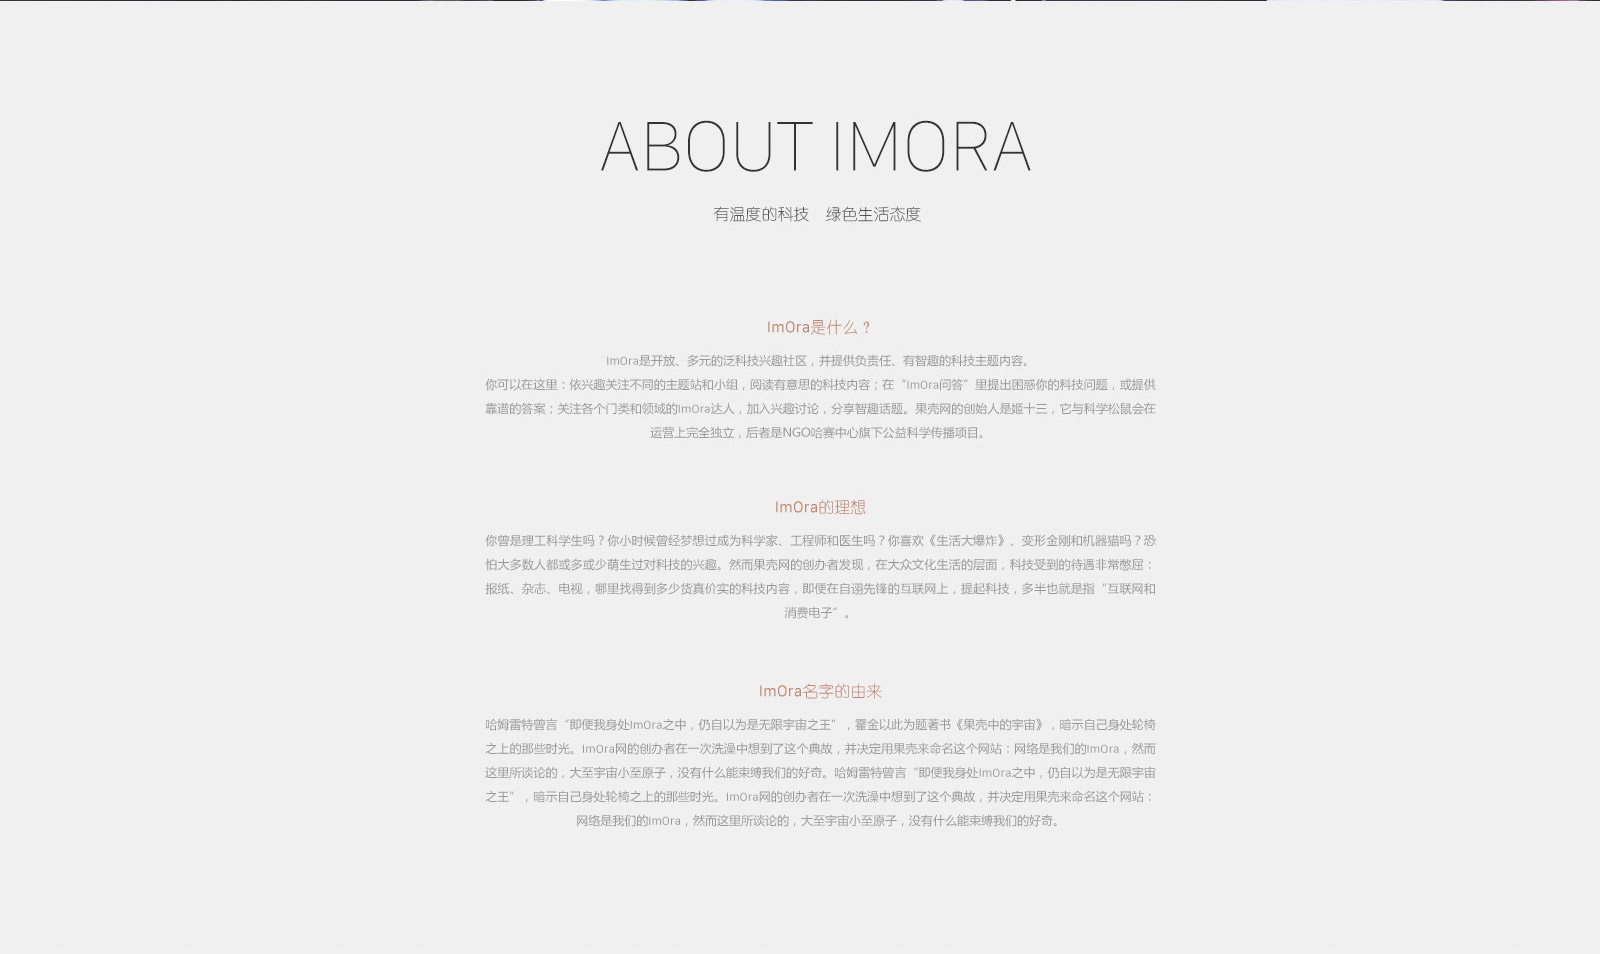 ABOUT IMORA
有温度的科技　绿色生活态度
ImOra是什么？
ImOra是开放、多元的泛科技兴趣社区，并提供负责任、有智趣的科技主题内容。
你可以在这里：依兴趣关注不同的主题站和小组，阅读有意思的科技内容；在“ImOra问答”里提出困惑你的科技问题，或提供
靠谱的答案；关注各个门类和领域的ImOra达人，加入兴趣讨论，分享智趣话题。果壳网的创始人是姬十三，它与科学松鼠会在
运营上完全独立，后者是NGO哈赛中心旗下公益科学传播项目。
ImOra的理想
你曾是理工科学生吗？你小时候曾经梦想过成为科学家、工程师和医生吗？你喜欢《生活大爆炸》、变形金刚和机器猫吗？恐
怕大多数人都或多或少萌生过对科技的兴趣。然而果壳网的创办者发现，在大众文化生活的层面，科技受到的待遇非常憋屈：
报纸、杂志、电视，哪里找得到多少货真价实的科技内容，即便在自诩先锋的互联网上，提起科技，多半也就是指“互联网和
消费电子”。
ImOra名字的由来
哈姆雷特曾言“即便我身处ImOra之中，仍自以为是无限宇宙之王”，霍金以此为题著书《果壳中的宇宙》，暗示自己身处轮椅
之上的那些时光。ImOra网的创办者在一次洗澡中想到了这个典故，并决定用果壳来命名这个网站：网络是我们的ImOra，然而
这里所谈论的，大至宇宙小至原子，没有什么能束缚我们的好奇。哈姆雷特曾言“即便我身处ImOra之中，仍自以为是无限宇宙
之王”，暗示自己身处轮椅之上的那些时光。ImOra网的创办者在一次洗澡中想到了这个典故，并决定用果壳来命名这个网站：
网络是我们的ImOra，然而这里所谈论的，大至宇宙小至原子，没有什么能束缚我们的好奇。